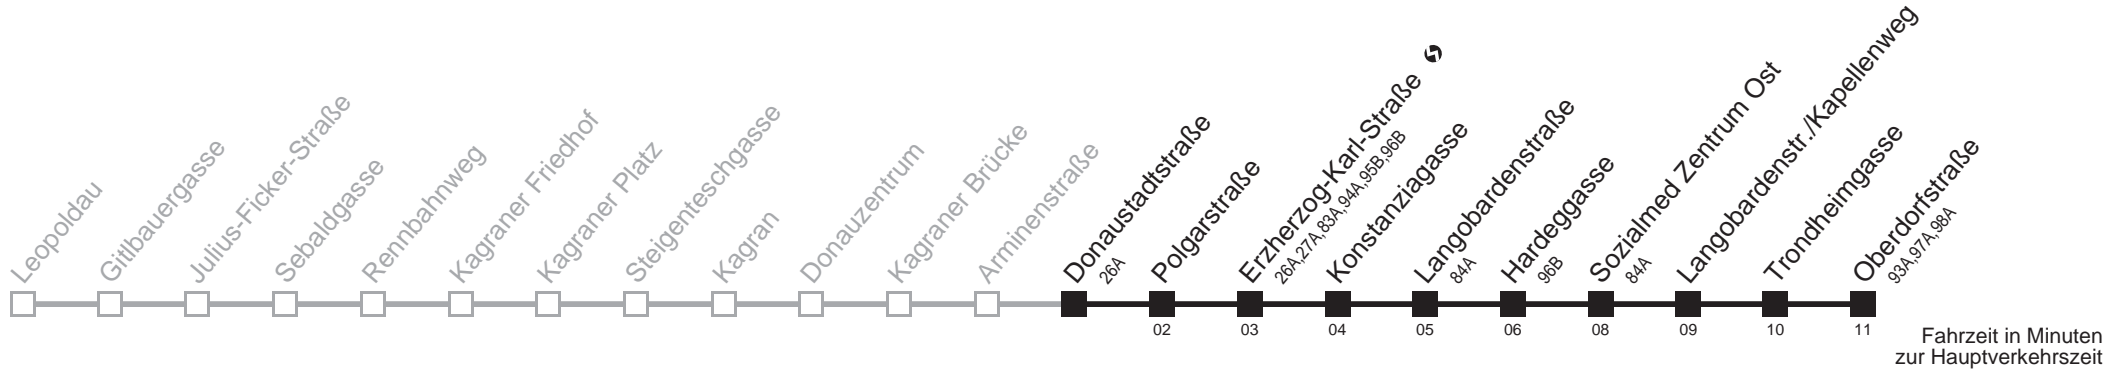 Leopoldau
Gitlbauergasse
Julius-Ficker-Straße
Sebaldgasse
Rennbahnweg
Kagraner Friedhof
Kagraner Platz
Steigenteschgasse
Kagran
Donauzentrum
Kagraner Brücke
Arminenstraße
Donaustadtstraße
26A
Polgarstraße
Erzherzog-Karl-Straße
26A,27A,83A,94A,95B,96B
Konstanziagasse
Langobardenstraße
84A
Hardeggasse
96B
Sozialmed Zentrum Ost
84A
Langobardenstr./Kapellenweg
Trondheimgasse
Oberdorfstraße
93A,97A,98A
02 03 04 05 06 08 09 10 11
Fahrzeit in Minuten
zur Hauptverkehrszeit